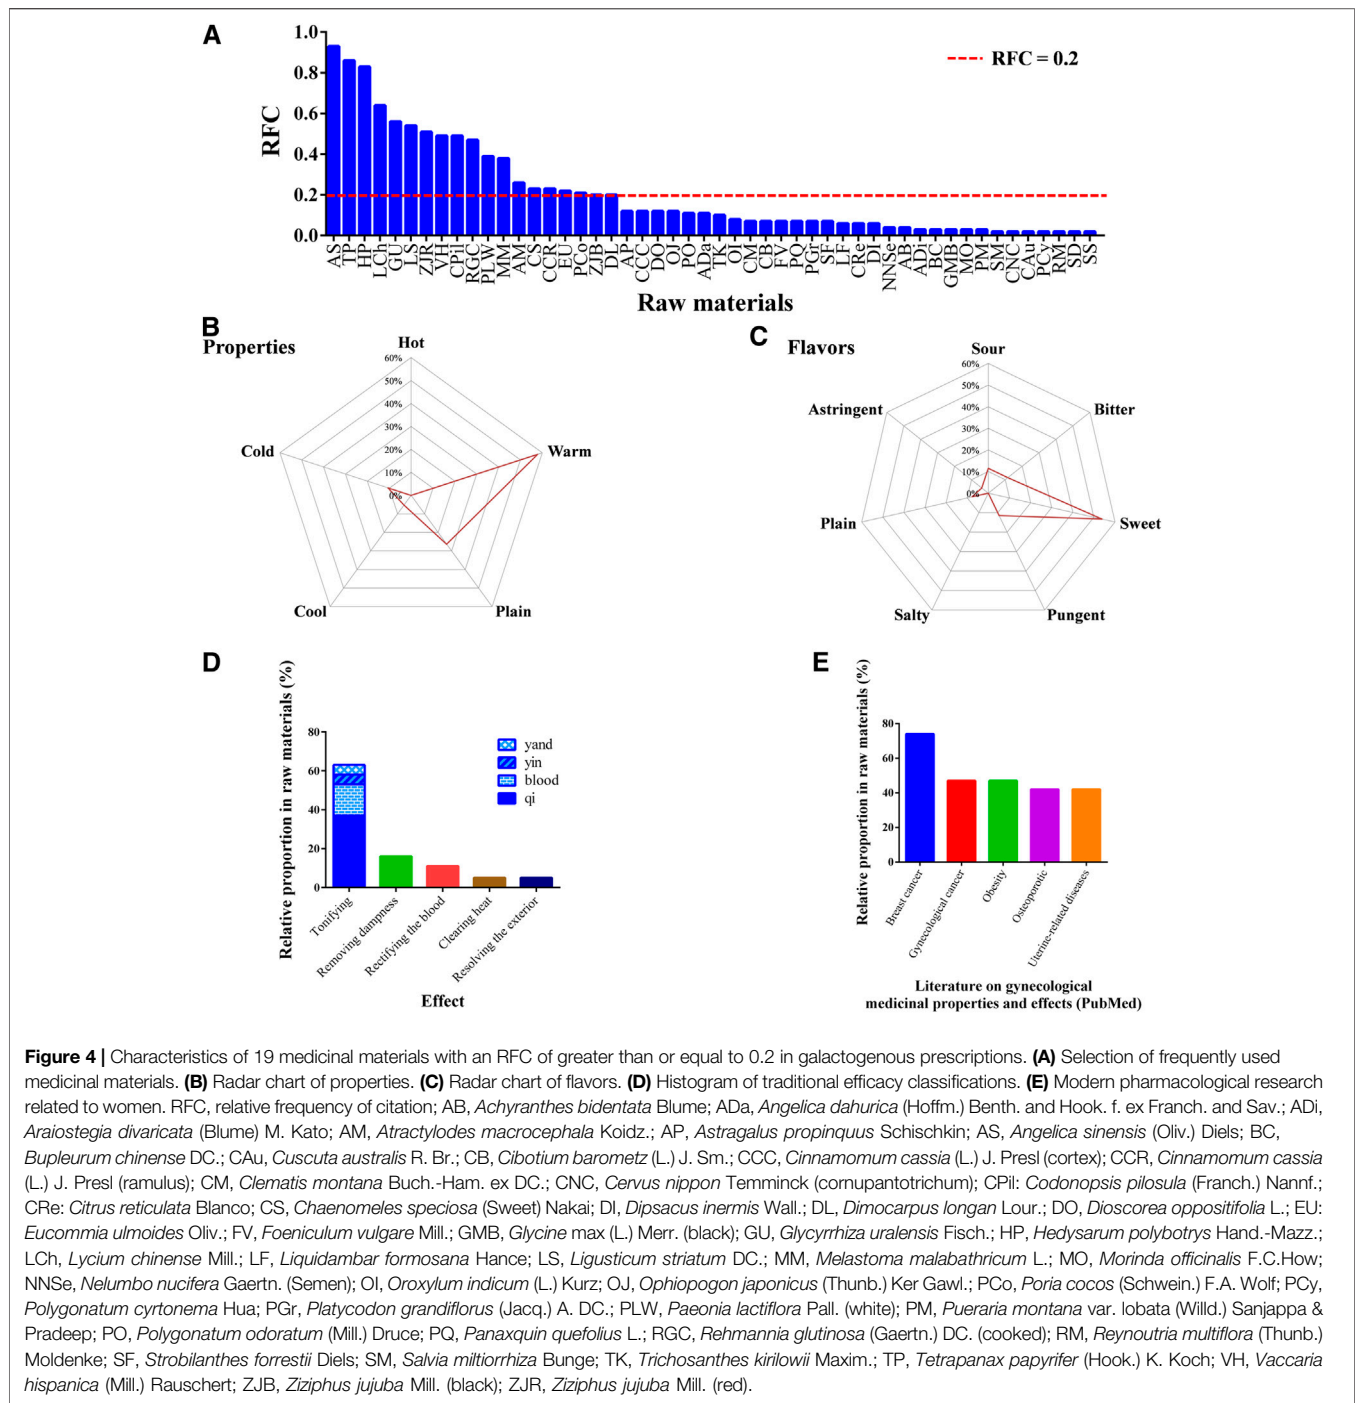 A
1.0
0.8
0.6
0.4
0.2
0.0
RFC
RFC = 0.2
AS TP HP LCh GU LS ZJR VH CPil RGC PLW MM AM CS CCR EU PCo ZJB DL AP CCC DO OJ PO ADa TK OI CM CB FV PQ PGr SF LF CRe DI NNSe AB ADi BC GMB MO PM SM CNC CAu PCy RM SD SS
Raw materials
B
Properties
Hot
60%
50%
40%
30%
20%
10%
0%
Cold
Warm
Cool
Plain
C
Flavors
Sour
60%
50%
40%
30%
20%
10%
0%
Astringent
Bitter
Plain
Sweet
Salty
Pungent
D
Relative proportion in raw materials (%)
80
60
40
20
0
yand
yin
blood
qi
Tonifying
Removing dampness
Rectifying the blood
Clearing heat
Resolving the exterior
Effect
E
Relative proportion in raw materials (%)
80
60
40
20
0
Breast cancer
Gynecological cancer
Obesity
Osteoporotic
Uterine-related diseases
Literature on gynecological
medicinal properties and effects (PubMed)
Figure 4 | Characteristics of 19 medicinal materials with an RFC of greater than or equal to 0.2 in galactogenous prescriptions. (A) Selection of frequently used
medicinal materials. (B) Radar chart of properties. (C) Radar chart of flavors. (D) Histogram of traditional efficacy classifications. (E) Modern pharmacological research
related to women. RFC, relative frequency of citation; AB, Achyranthes bidentata Blume; ADa, Angelica dahurica (Hoffm.) Benth. and Hook. f. ex Franch. and Sav.; ADi,
Araiostegia divaricata (Blume) M. Kato; AM, Atractylodes macrocephala Koidz.; AP, Astragalus propinquus Schischkin; AS, Angelica sinensis (Oliv.) Diels; BC,
Bupleurum chinense DC.; CAu, Cuscuta australis R. Br.; CB, Cibotium barometz (L.) J. Sm.; CCC, Cinnamomum cassia (L.) J. Presl (cortex); CCR, Cinnamomum cassia
(L.) J. Presl (ramulus); CM, Clematis montana Buch.-Ham. ex DC.; CNC, Cervus nippon Temminck (cornupantotrichum); CPil: Codonopsis pilosula (Franch.) Nannf.;
CRe: Citrus reticulata Blanco; CS, Chaenomeles speciosa (Sweet) Nakai; DI, Dipsacus inermis Wall.; DL, Dimocarpus longan Lour.; DO, Dioscorea oppositifolia L.; EU:
Eucommia ulmoides Oliv.; FV, Foeniculum vulgare Mill.; GMB, Glycine max (L.) Merr. (black); GU, Glycyrrhiza uralensis Fisch.; HP, Hedysarum polybotrys Hand.-Mazz.;
LCh, Lycium chinense Mill.; LF, Liquidambar formosana Hance; LS, Ligusticum striatum DC.; MM, Melastoma malabathricum L.; MO, Morinda officinalis F.C.How;
NNSe, Nelumbo nucifera Gaertn. (Semen); OI, Oroxylum indicum (L.) Kurz; OJ, Ophiopogon japonicus (Thunb.) Ker Gawl.; PCo, Poria cocos (Schwein.) F.A. Wolf; PCy,
Polygonatum cyrtonema Hua; PGr, Platycodon grandiflorus (Jacq.) A. DC.; PLW, Paeonia lactiflora Pall. (white); PM, Pueraria montana var. lobata (Willd.) Sanjappa &
Pradeep; PO, Polygonatum odoratum (Mill.) Druce; PQ, Panaxquin quefolius L.; RGC, Rehmannia glutinosa (Gaertn.) DC. (cooked); RM, Reynoutria multiflora (Thunb.)
Moldenke; SF, Strobilanthes forrestii Diels; SM, Salvia miltiorrhiza Bunge; TK, Trichosanthes kirilowii Maxim.; TP, Tetrapanax papyrifer (Hook.) K. Koch; VH, Vaccaria
hispanica (Mill.) Rauschert; ZJB, Ziziphus jujuba Mill. (black); ZJR, Ziziphus jujuba Mill. (red).